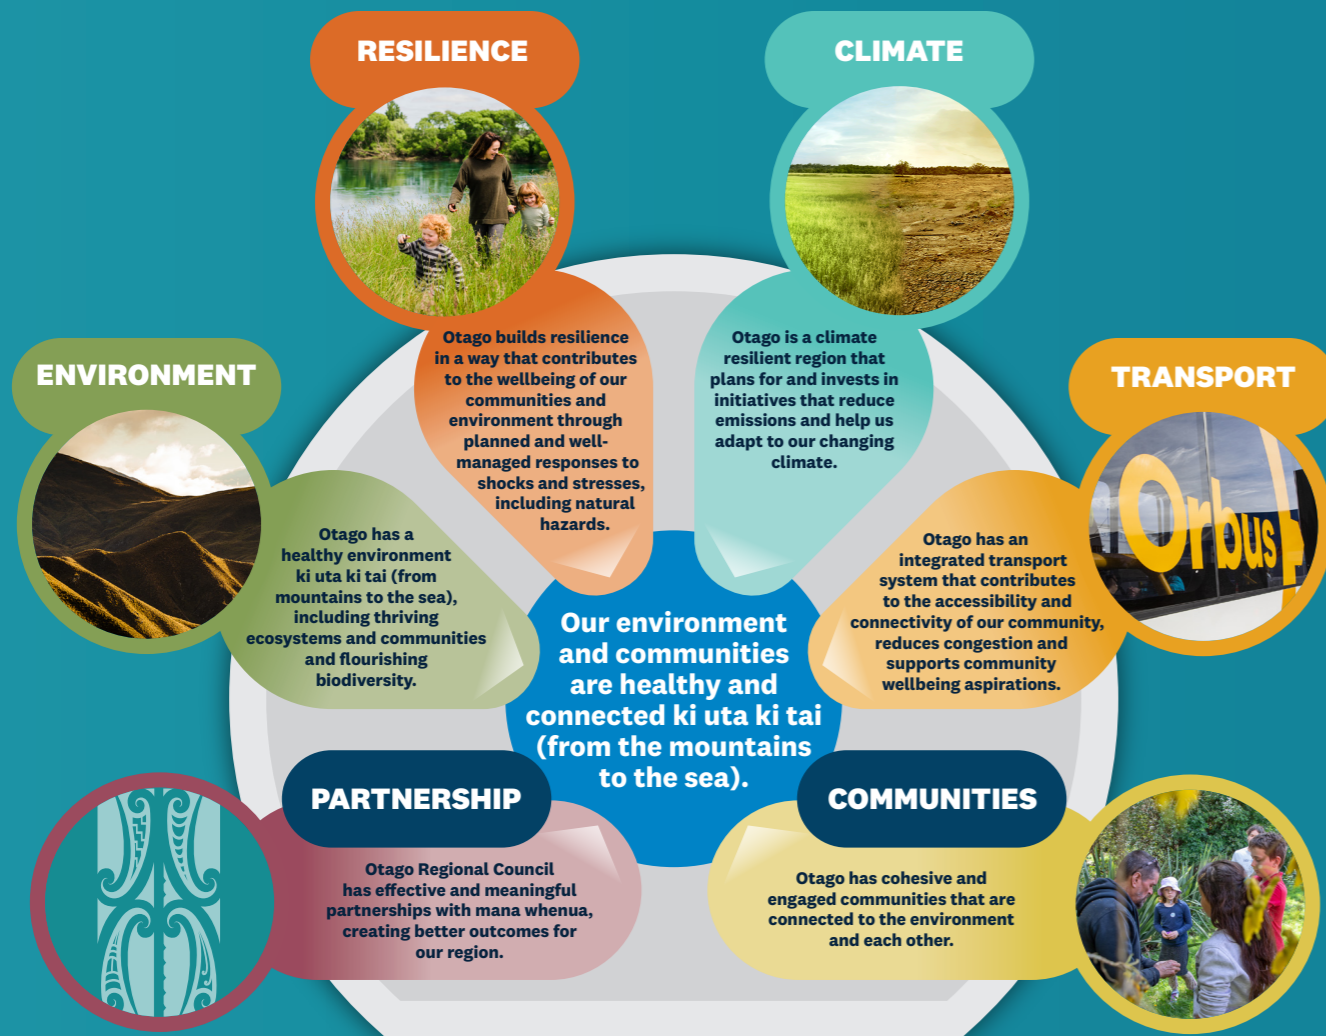 RESILIENCE
Otago builds resilience
in a way that contributes
to the wellbeing of our
communities and
environment through
planned and well-
managed responses to
shocks and stresses,
including natural
hazards.
CLIMATE
Otago is a climate
resilient region that
plans for and invests in
initiatives that reduce
emissions and help us
adapt to our changing
climate.
ENVIRONMENT
Otago has a
healthy environment
ki uta ki tai (from
mountains to the sea),
including thriving
ecosystems and communities
and flourishing
biodiversity.
TRANSPORT
Orbus
Otago has an
integrated transport
system that contributes
to the accessibility and
connectivity of our community,
reduces congestion and
supports community
wellbeing aspirations.
Our environment
and communities
are healthy and
connected ki uta ki tai
(from the mountains
to the sea).
PARTNERSHIP
Otago Regional Council
has effective and meaningful
partnerships with mana whenua,
creating better outcomes for
our region.
COMMUNITIES
Otago has cohesive and
engaged communities that are
connected to the environment
and each other.